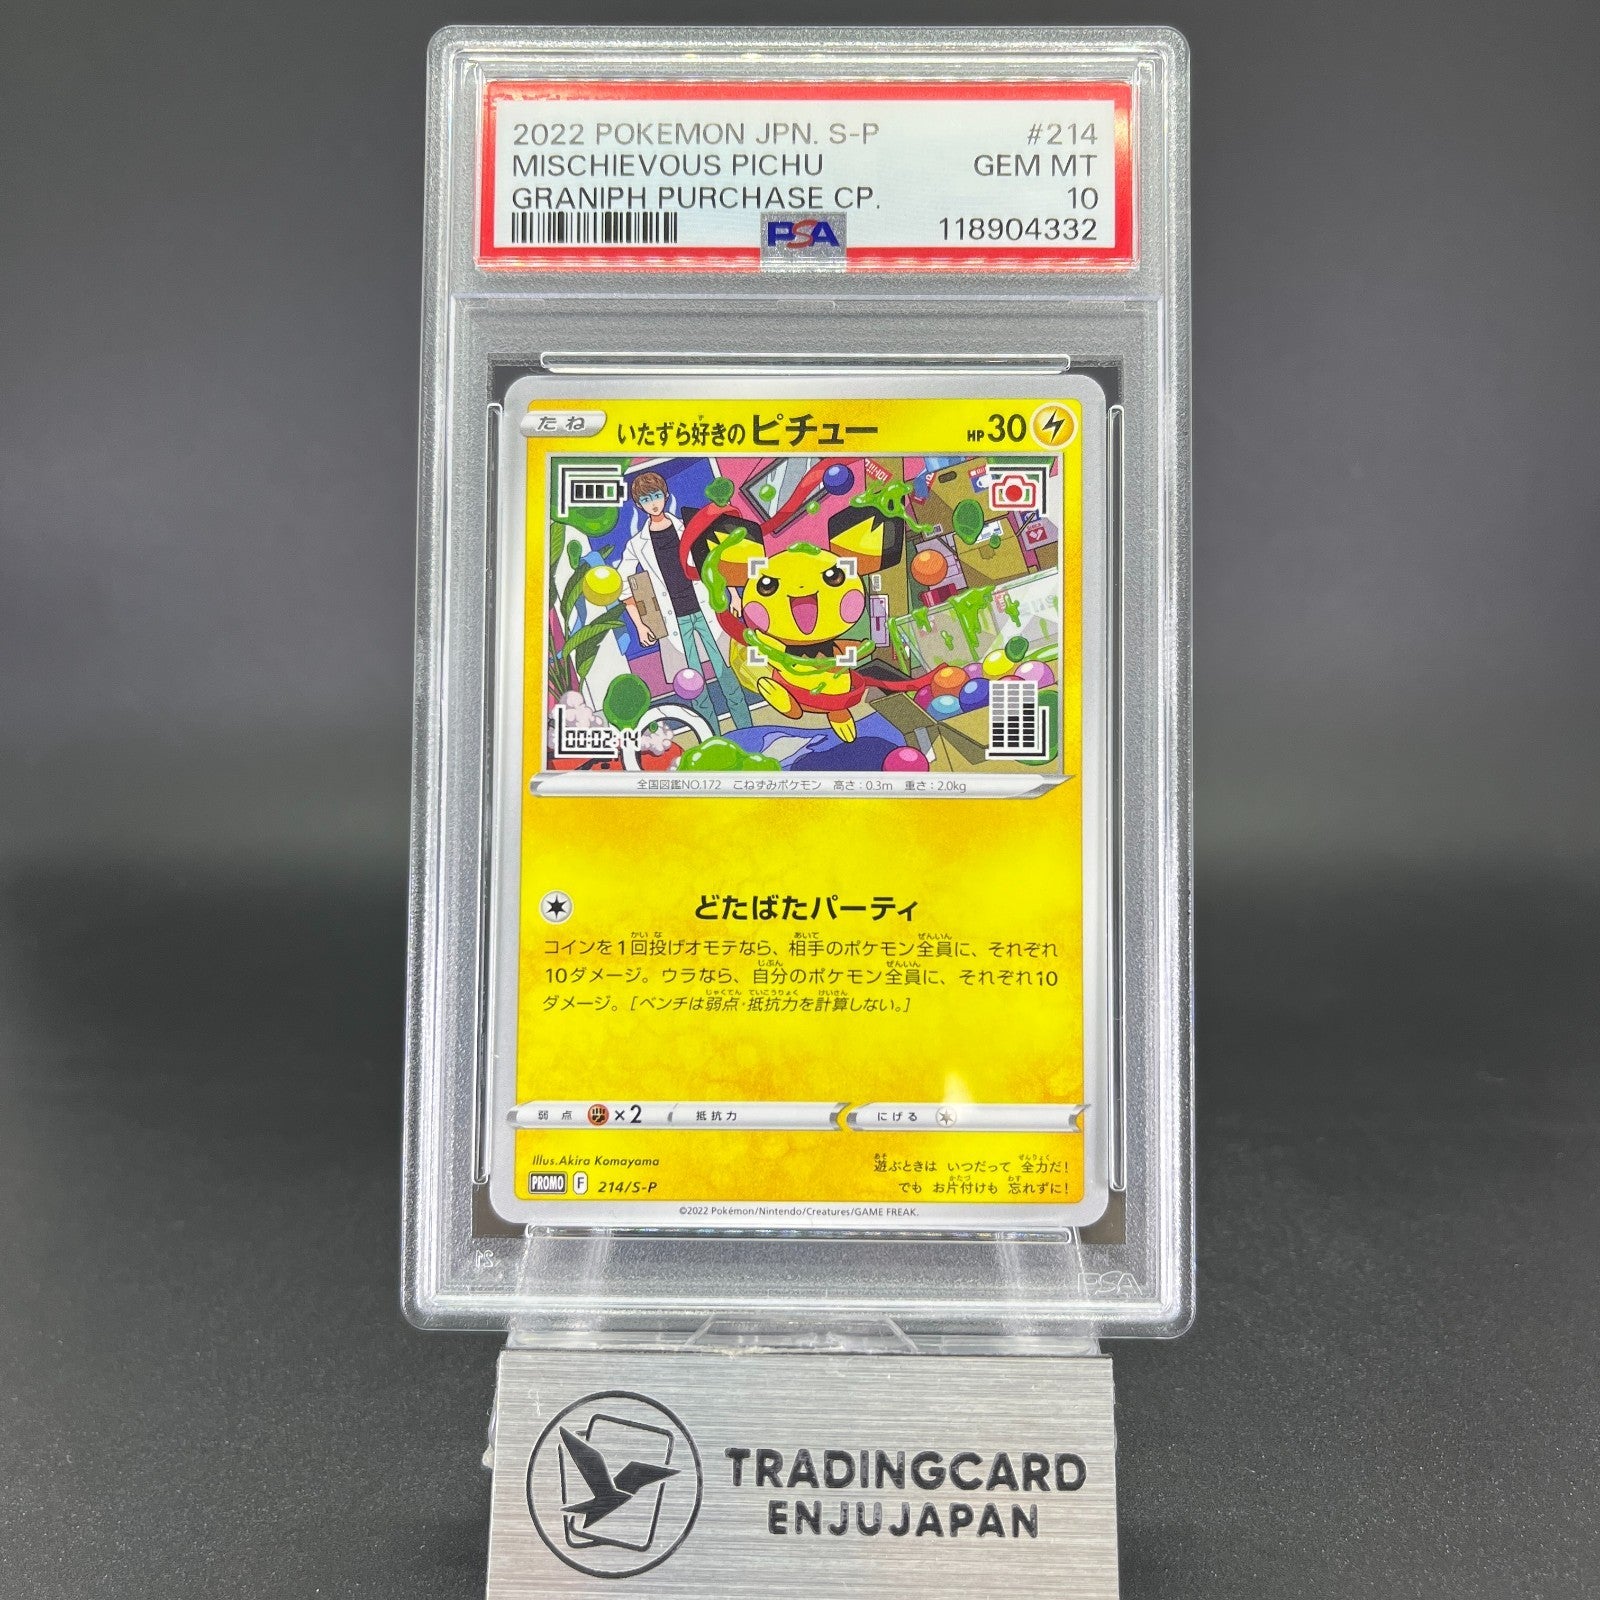 2022 POKEMON JPN. S-P #214
MISCHIEVOUS PICHU GEM MT
GRANIPH PURCHASE CP. 10
PSA 118904332
たね いたずら好きのピチュー HP30
00:02:14
全国図鑑NO.172 こねずみポケモン 高さ:0.3m 重さ:2.0kg
どたばたパーティ
コインを1回投げオモテなら、相手のポケモン全員に、それぞれ
10ダメージ。ウラなら、自分のポケモン全員に、それぞれ10
ダメージ。[ベンチは弱点・抵抗力を計算しない。]
弱点 ×2 抵抗力 にげる
Illus.Akira Komayama
遊ぶときは いつだって 全力だ!
でも お片付けも 忘れずに!
PROMO F 214/S-P
©2022 Pokémon/Nintendo/Creatures/GAME FREAK.
PSA
TRADINGCARD
ENJUJAPAN